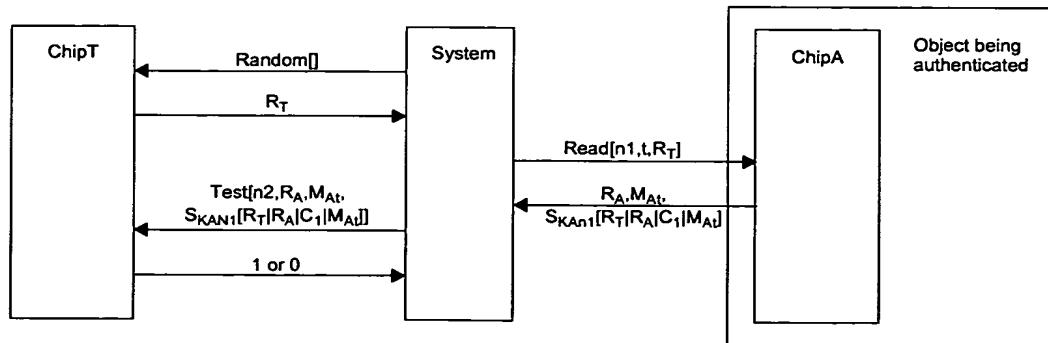 ChipT
System
ChipA
Object being
authenticated
Random[]
R_T
Read[n1,t,R_T]
Test[n2,R_A,M_At,
S_KAN1[R_T|R_A|C_1|M_At]]
R_A,M_At,
S_KAn1[R_T|R_A|C_1|M_At]
1 or 0